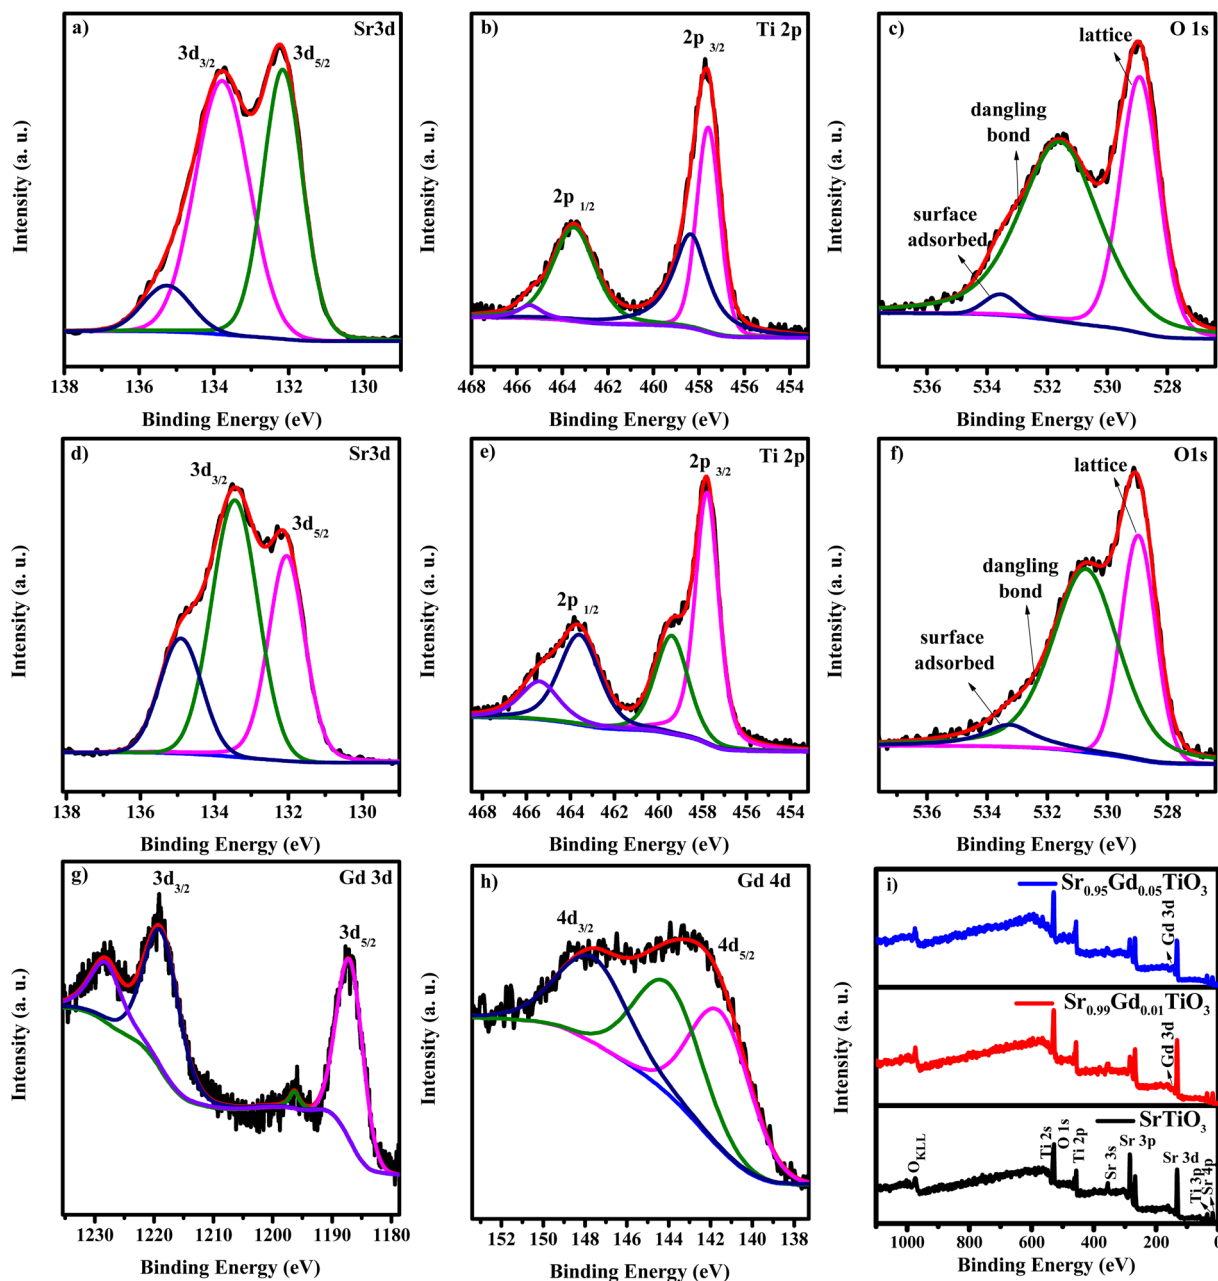 a)
Sr3d
3d3/2
3d5/2
Intensity (a. u.)
138 136 134 132 130
Binding Energy (eV)
b)
Ti 2p
2p 3/2
2p 1/2
Intensity (a. u.)
468 466 464 462 460 458 456 454
Binding Energy (eV)
c)
O 1s
lattice
dangling
bond
surface
adsorbed
Intensity (a. u.)
536 534 532 530 528
Binding Energy (eV)
d)
Sr3d
3d3/2
3d5/2
Intensity (a. u.)
138 136 134 132 130
Binding Energy (eV)
e)
Ti 2p
2p 3/2
2p 1/2
Intensity (a. u.)
468 466 464 462 460 458 456 454
Binding Energy (eV)
f)
O1s
lattice
dangling
bond
surface
adsorbed
Intensity (a. u.)
536 534 532 530 528
Binding Energy (eV)
g)
Gd 3d
3d3/2
3d5/2
Intensity (a. u.)
1230 1220 1210 1200 1190 1180
Binding Energy (eV)
h)
Gd 4d
4d3/2
4d5/2
Intensity (a. u.)
152 150 148 146 144 142 140 138
Binding Energy (eV)
i)
Sr0.95Gd0.05TiO3
Gd 3d
Sr0.99Gd0.01TiO3
Gd 3d
SrTiO3
OKLL
Ti 2s
O 1s
Ti 2p
Sr 3s
Sr 3p
Sr 3d
Ti 3p
Sr 4p
Intensity (a. u.)
1000 800 600 400 200 0
Binding Energy (eV)